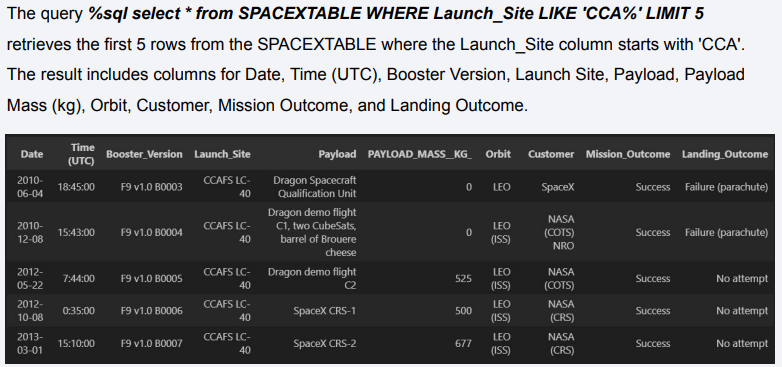 The query %sql select * from SPACEXTABLE WHERE Launch_Site LIKE 'CCA%' LIMIT 5
retrieves the first 5 rows from the SPACEXTABLE where the Launch_Site column starts with 'CCA'.
The result includes columns for Date, Time (UTC), Booster Version, Launch Site, Payload, Payload
Mass (kg), Orbit, Customer, Mission Outcome, and Landing Outcome.
Date Time (UTC) Booster_Version Launch_Site Payload PAYLOAD_MASS__KG_ Orbit Customer Mission_Outcome Landing_Outcome
2010-06-04 18:45:00 F9 v1.0 B0003 CCAFS LC-40 Dragon Spacecraft Qualification Unit 0 LEO SpaceX Success Failure (parachute)
2010-12-08 15:43:00 F9 v1.0 B0004 CCAFS LC-40 Dragon demo flight C1, two CubeSats, barrel of Brouere cheese 0 LEO (ISS) NASA (COTS) NRO Success Failure (parachute)
2012-05-22 7:44:00 F9 v1.0 B0005 CCAFS LC-40 Dragon demo flight C2 525 LEO (ISS) NASA (COTS) Success No attempt
2012-10-08 0:35:00 F9 v1.0 B0006 CCAFS LC-40 SpaceX CRS-1 500 LEO (ISS) NASA (CRS) Success No attempt
2013-03-01 15:10:00 F9 v1.0 B0007 CCAFS LC-40 SpaceX CRS-2 677 LEO (ISS) NASA (CRS) Success No attempt